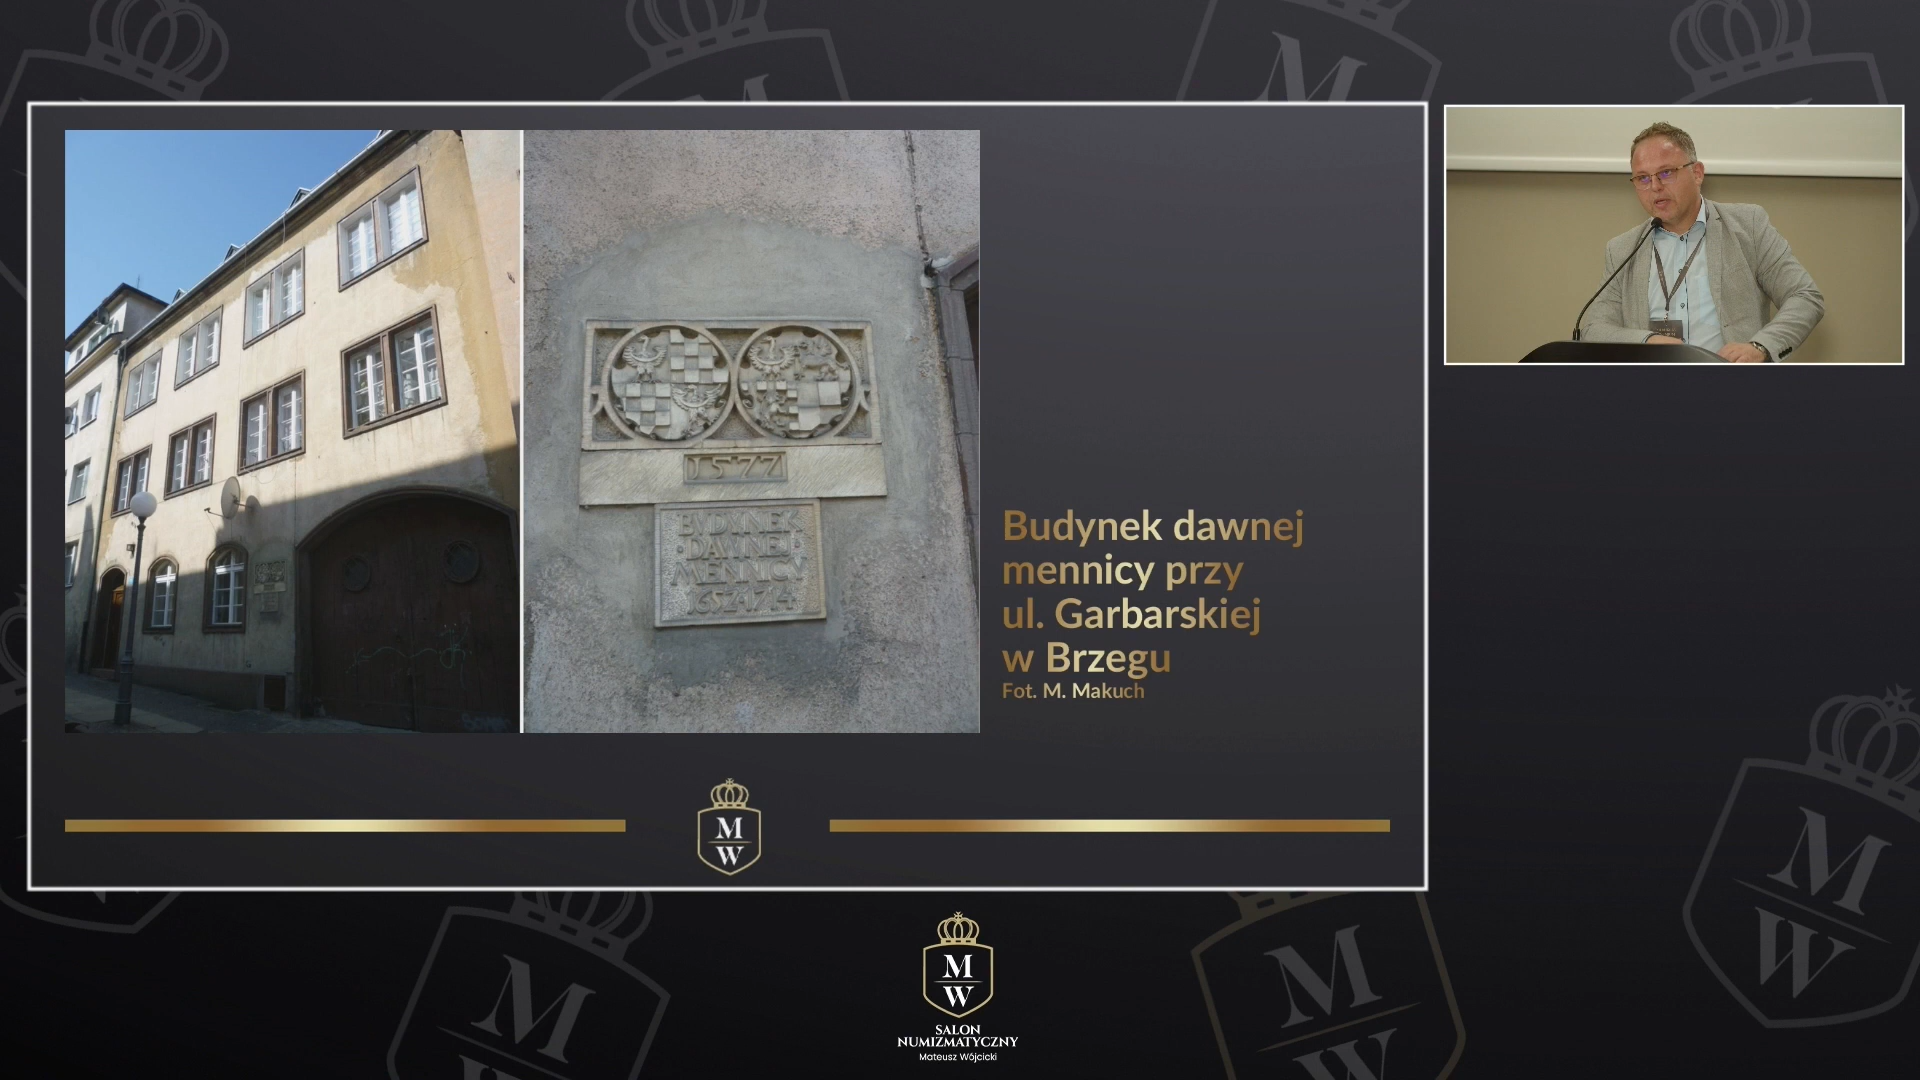 1577
BUDYNEK
·DAWNEJ·
MENNICY
1652-1714
Budynek dawnej
mennicy przy
ul. Garbarskiej
w Brzegu
Fot. M. Makuch
M
W
M
W
SALON
NUMIZMATYCZNY
Mateusz Wójcicki